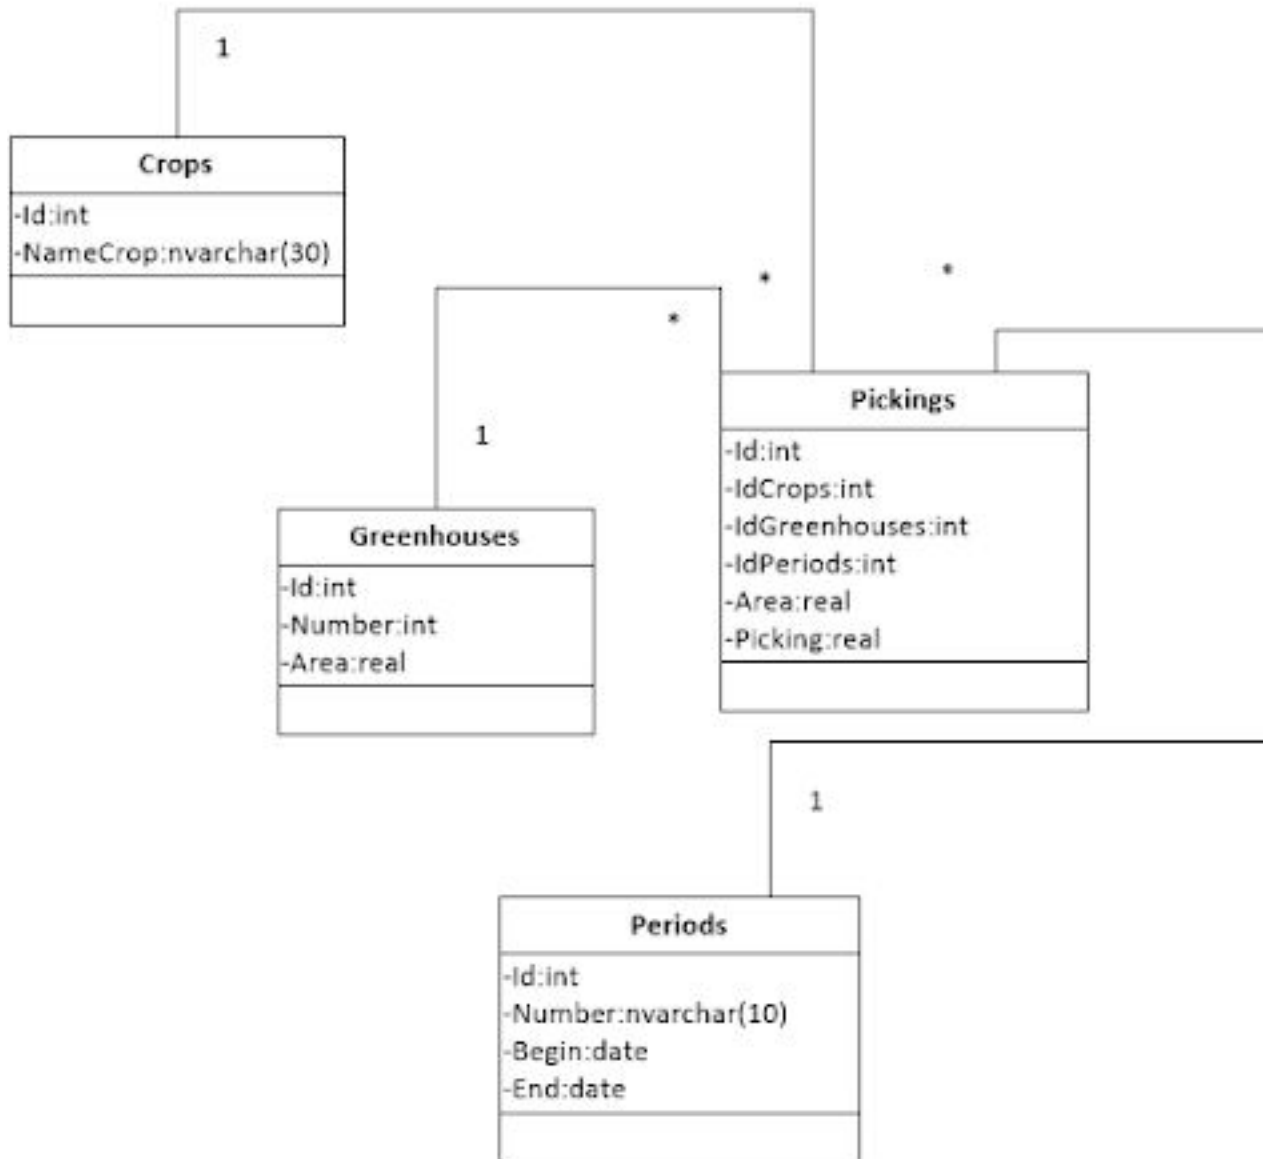 1
Crops
-Id:int
-NameCrop:nvarchar(30)
*
*
*
1
Pickings
-Id:int
-IdCrops:int
-IdGreenhouses:int
-IdPeriods:int
-Area:real
-Picking:real
Greenhouses
-Id:int
-Number:int
-Area:real
1
Periods
-Id:int
-Number:nvarchar(10)
-Begin:date
-End:date